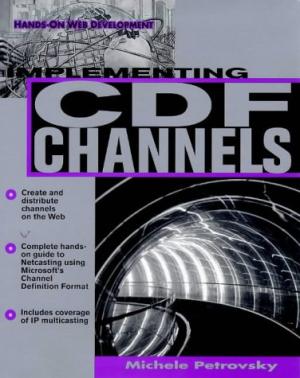 HANDS-ON WEB DEVELOPMENT
IMPLEMENTING
CDF
CHANNELS
Create and
distribute
channels
on the Web
Complete hands-
on guide to
Netcasting using
Microsoft's
Channel
Definition Format
Includes coverage
of IP multicasting
Michele Petrovsky